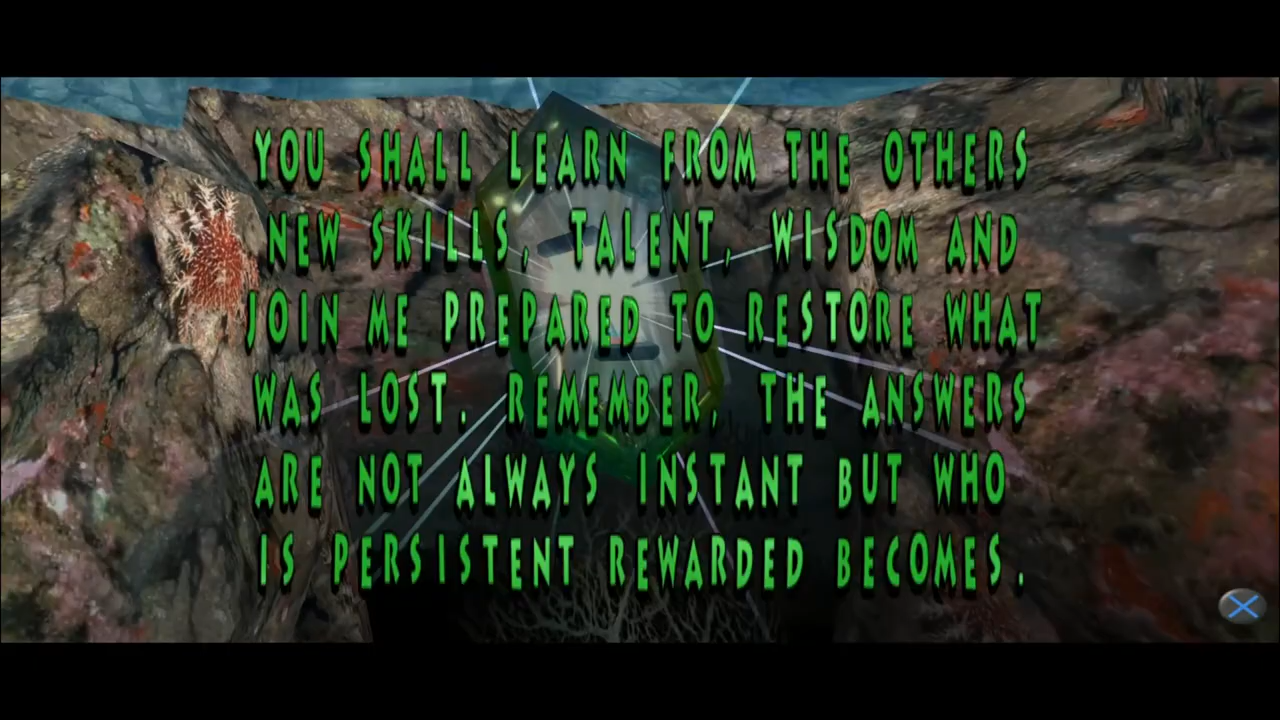 YOU SHALL LEARN FROM THE OTHERS
NEW SKILLS, TALENT, WISDOM AND
JOIN ME PREPARED TO RESTORE WHAT
WAS LOST. REMEMBER, THE ANSWERS
ARE NOT ALWAYS INSTANT BUT WHO
IS PERSISTENT REWARDED BECOMES.